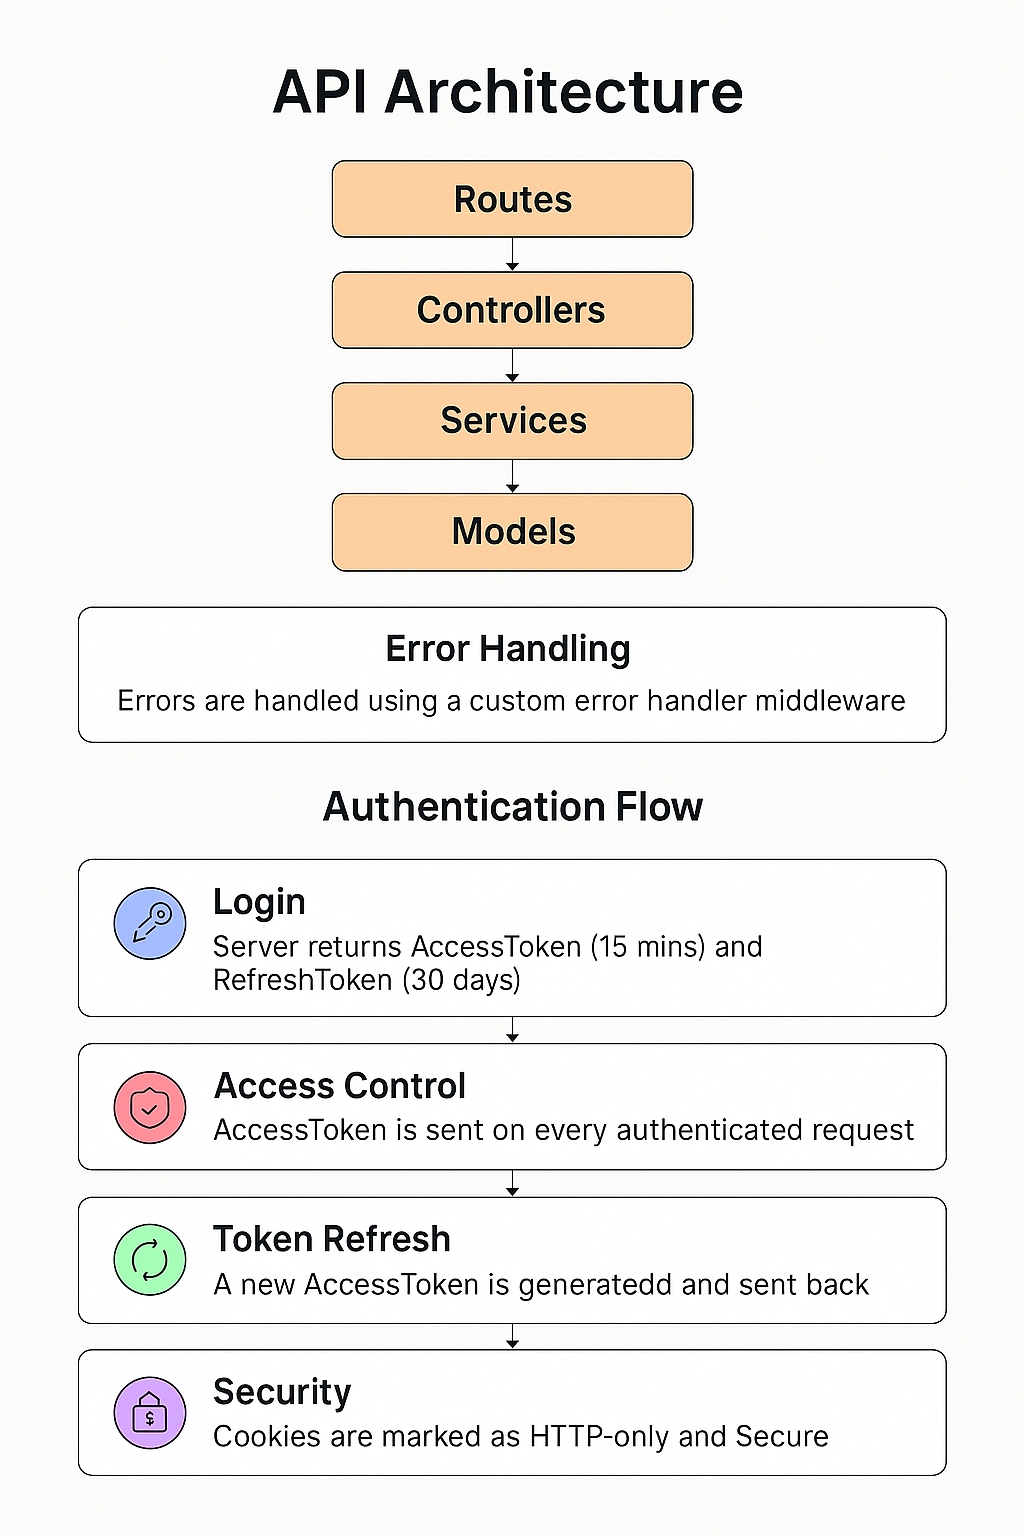 API Architecture
Routes
Controllers
Services
Models
Error Handling
Errors are handled using a custom error handler middleware
Authentication Flow
Login
Server returns AccessToken (15 mins) and
RefreshToken (30 days)
Access Control
AccessToken is sent on every authenticated request
Token Refresh
A new AccessToken is generatedd and sent back
Security
$
Cookies are marked as HTTP-only and Secure